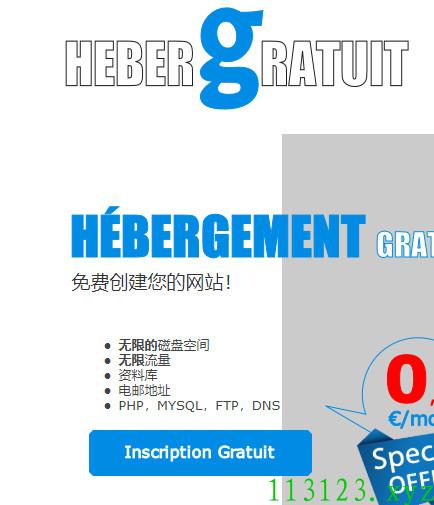 HEBERgRATUIT
HÉBERGEMENT GRAT
免费创建您的网站！
无限的磁盘空间
无限流量
资料库
电邮地址
PHP，MYSQL，FTP，DNS
0,
€/mo
Inscription Gratuit
Spec
OFF
113123.xyz